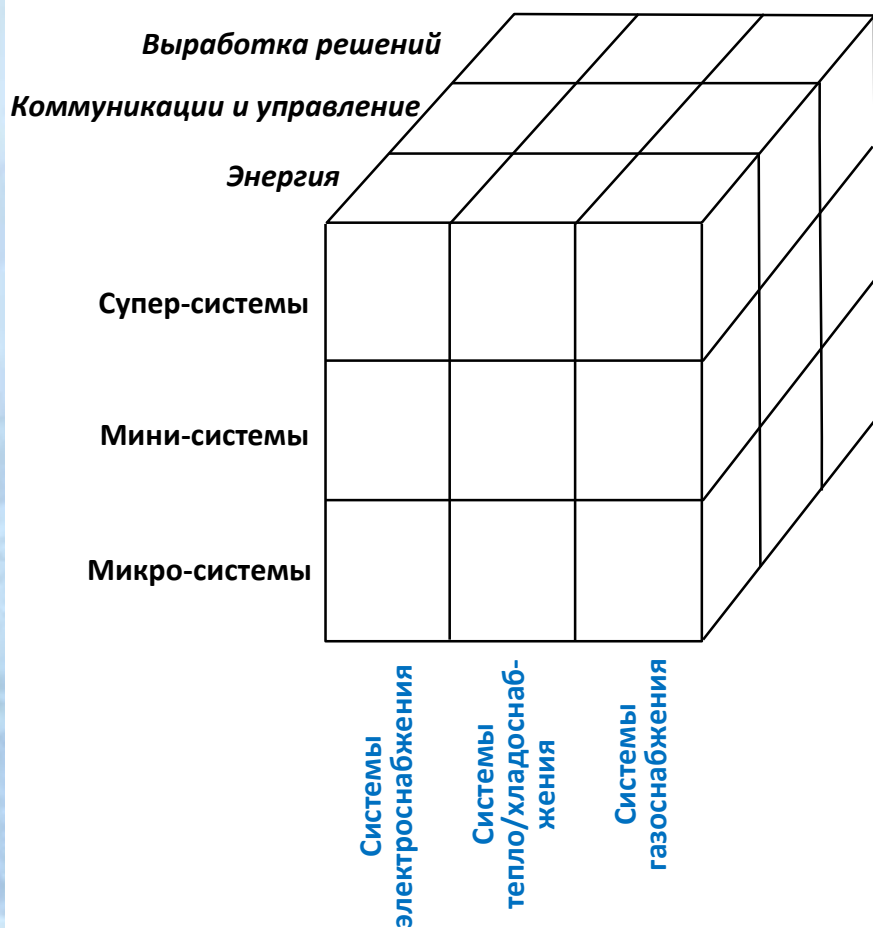 Выработка решений
Коммуникации и управление
Энергия
Супер-системы
Мини-системы
Микро-системы
Системы
электроснабжения
Системы
тепло/хладоснаб-
жения
Системы
газоснабжения